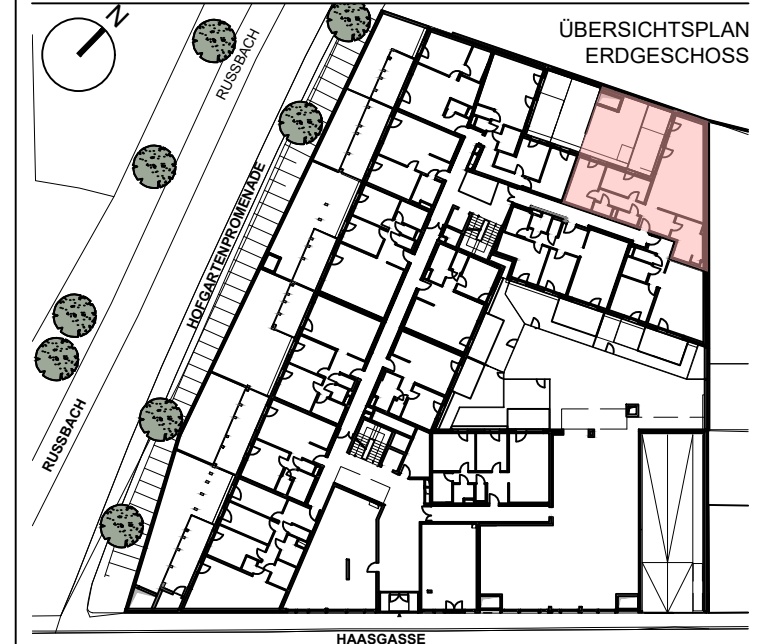 N
ÜBERSICHTSPLAN
ERDGESCHOSS
RUSSBACH
HOFGARTENPROMENADE
RUSSBACH
HAASGASSE